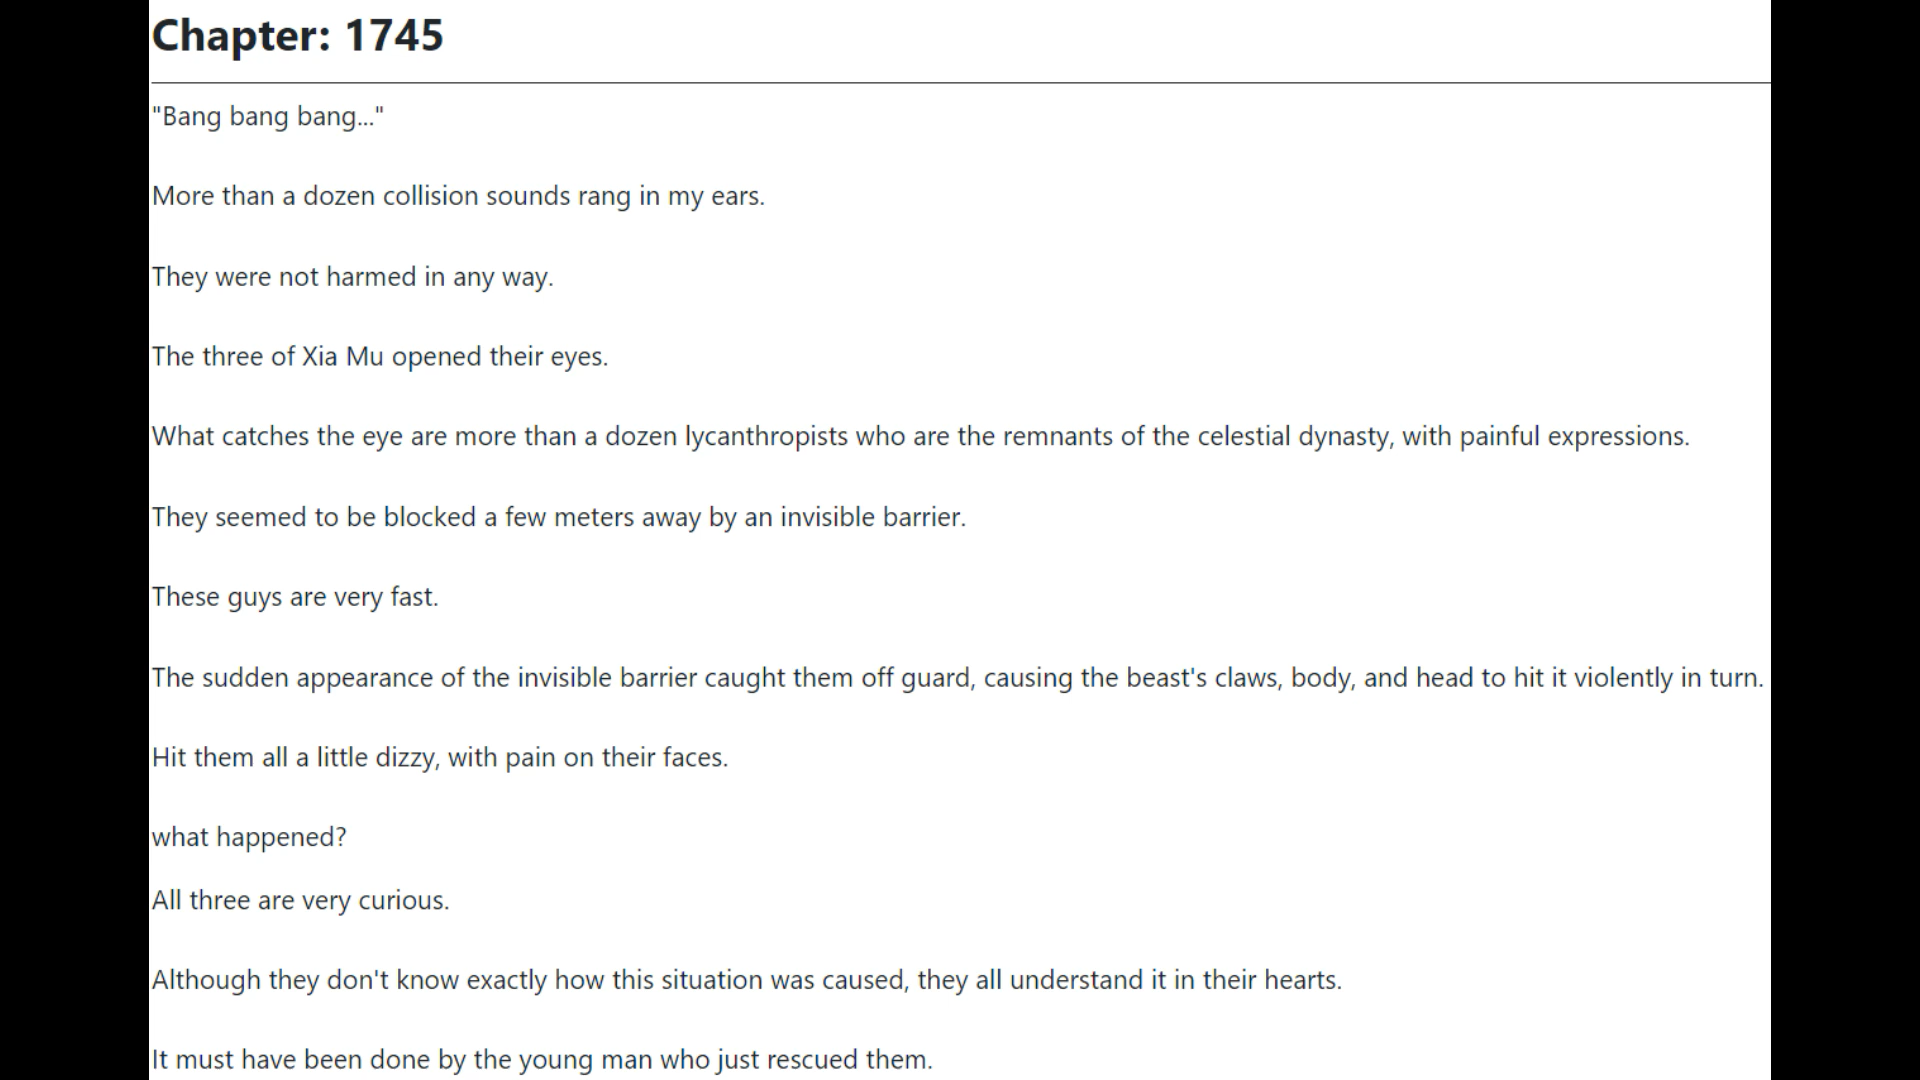 Chapter: 1745
"Bang bang bang..."
More than a dozen collision sounds rang in my ears.
They were not harmed in any way.
The three of Xia Mu opened their eyes.
What catches the eye are more than a dozen lycanthropists who are the remnants of the celestial dynasty, with painful expressions.
They seemed to be blocked a few meters away by an invisible barrier.
These guys are very fast.
The sudden appearance of the invisible barrier caught them off guard, causing the beast's claws, body, and head to hit it violently in turn.
Hit them all a little dizzy, with pain on their faces.
what happened?
All three are very curious.
Although they don't know exactly how this situation was caused, they all understand it in their hearts.
It must have been done by the young man who just rescued them.